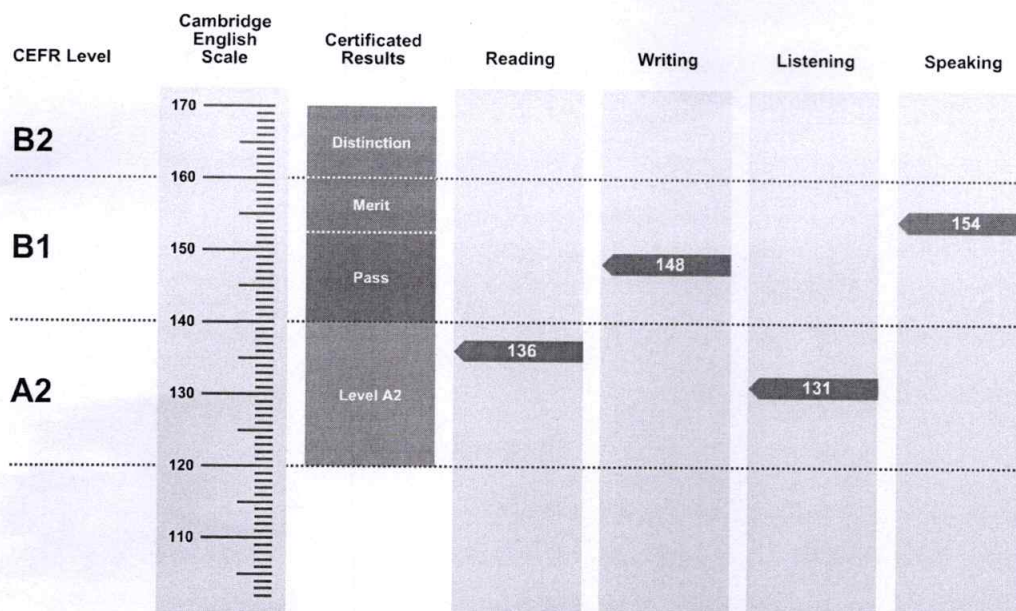 CEFR Level
Cambridge
English
Scale
Certificated
Results
Reading
Writing
Listening
Speaking
170
B2
Distinction
160
Merit
154
B1
150
148
Pass
140
136
A2
130
Level A2
131
120
110